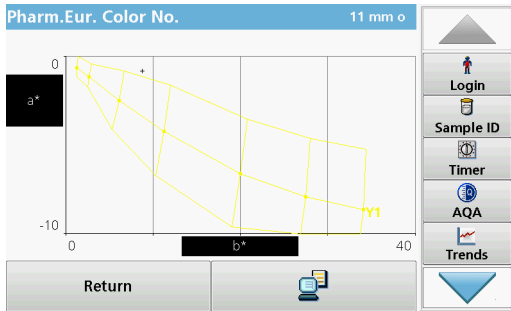 Pharm.Eur. Color No. 11 mm o
0
a*
-10
0
b*
40
Y1
Return
Login
Sample ID
Timer
AQA
Trends